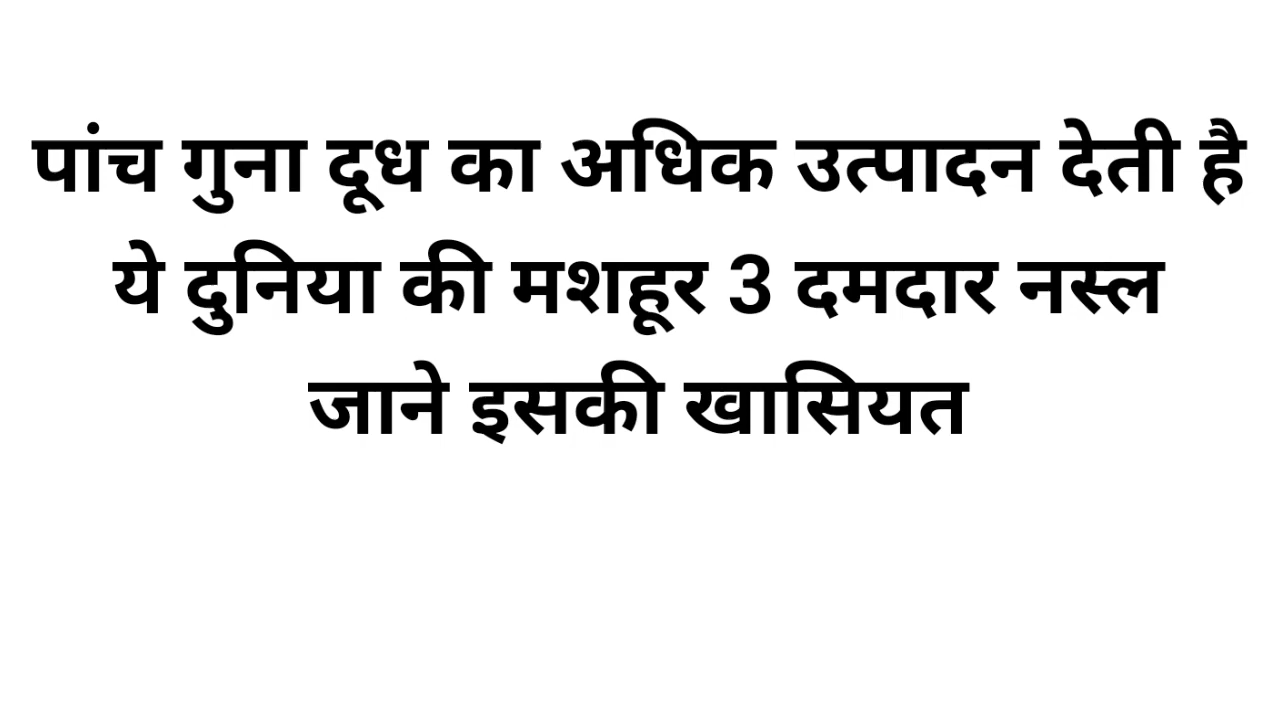 पांच गुना दूध का अधिक उत्पादन देती है
ये दुनिया की मशहूर 3 दमदार नस्ल
जाने इसकी खासियत